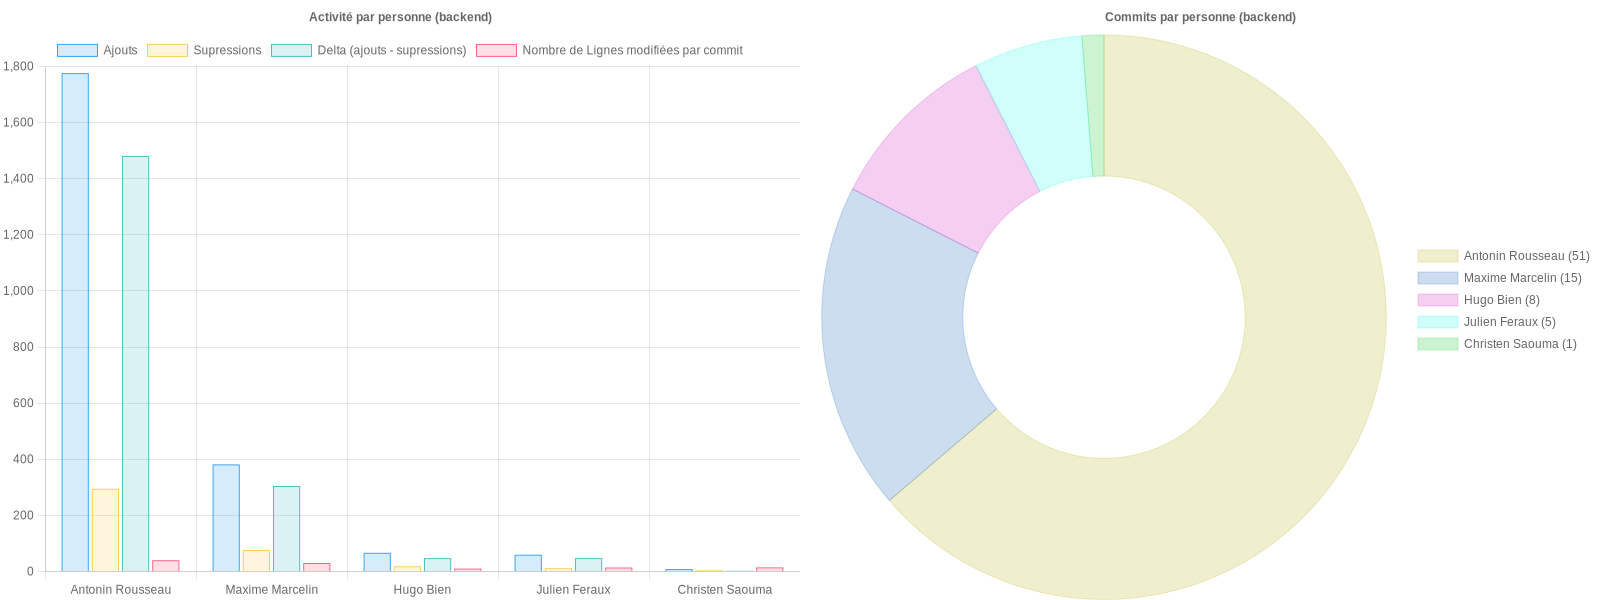 Activité par personne (backend)
Ajouts
Supressions
Delta (ajouts - supressions)
Nombre de Lignes modifiées par commit
1,800
1,600
1,400
1,200
1,000
800
600
400
200
0
Antonin Rousseau
Maxime Marcelin
Hugo Bien
Julien Feraux
Christen Saouma
Commits par personne (backend)
Antonin Rousseau (51)
Maxime Marcelin (15)
Hugo Bien (8)
Julien Feraux (5)
Christen Saouma (1)